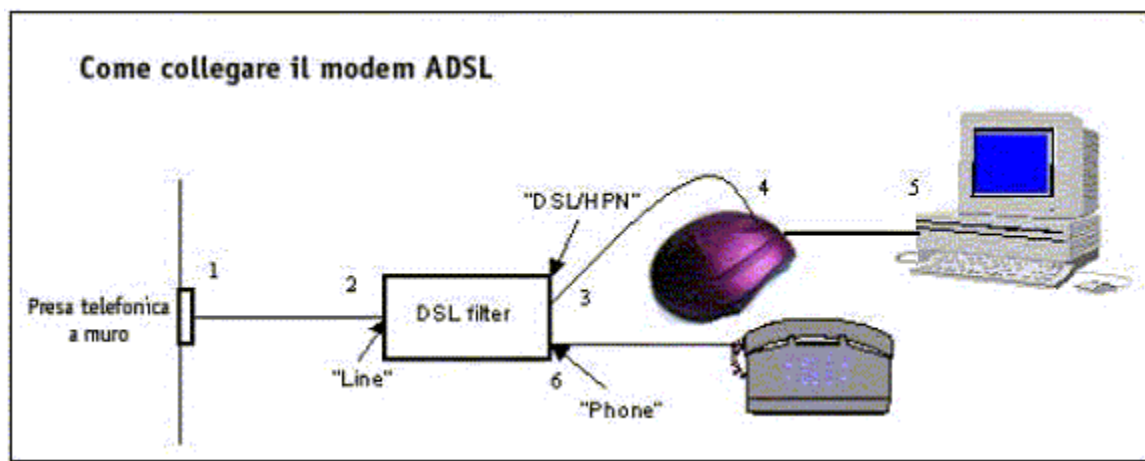 Come collegare il modem ADSL
"DSL/HPN"
4
5
1
2
3
Presa telefonica
a muro
DSL filter
"Line"
6
"Phone"